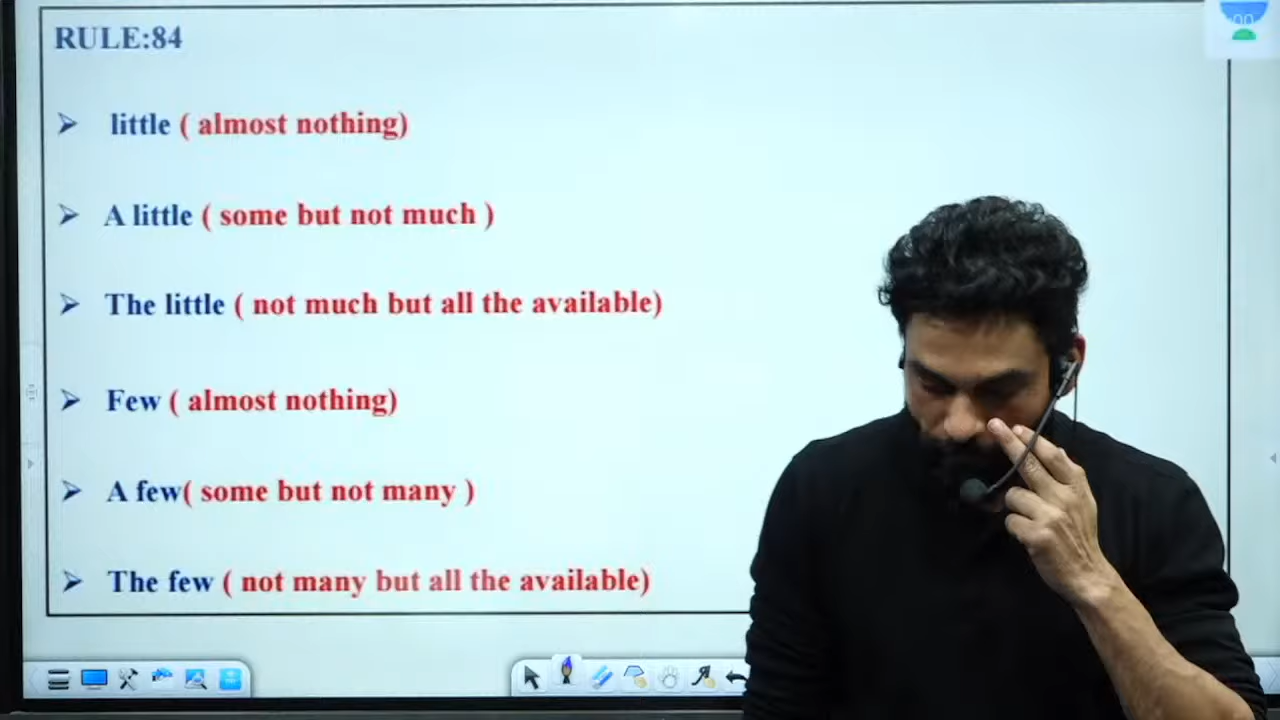 RULE:84
➢ little ( almost nothing)
➢ A little ( some but not much )
➢ The little ( not much but all the available)
➢ Few ( almost nothing)
➢ A few( some but not many )
➢ The few ( not many but all the available)